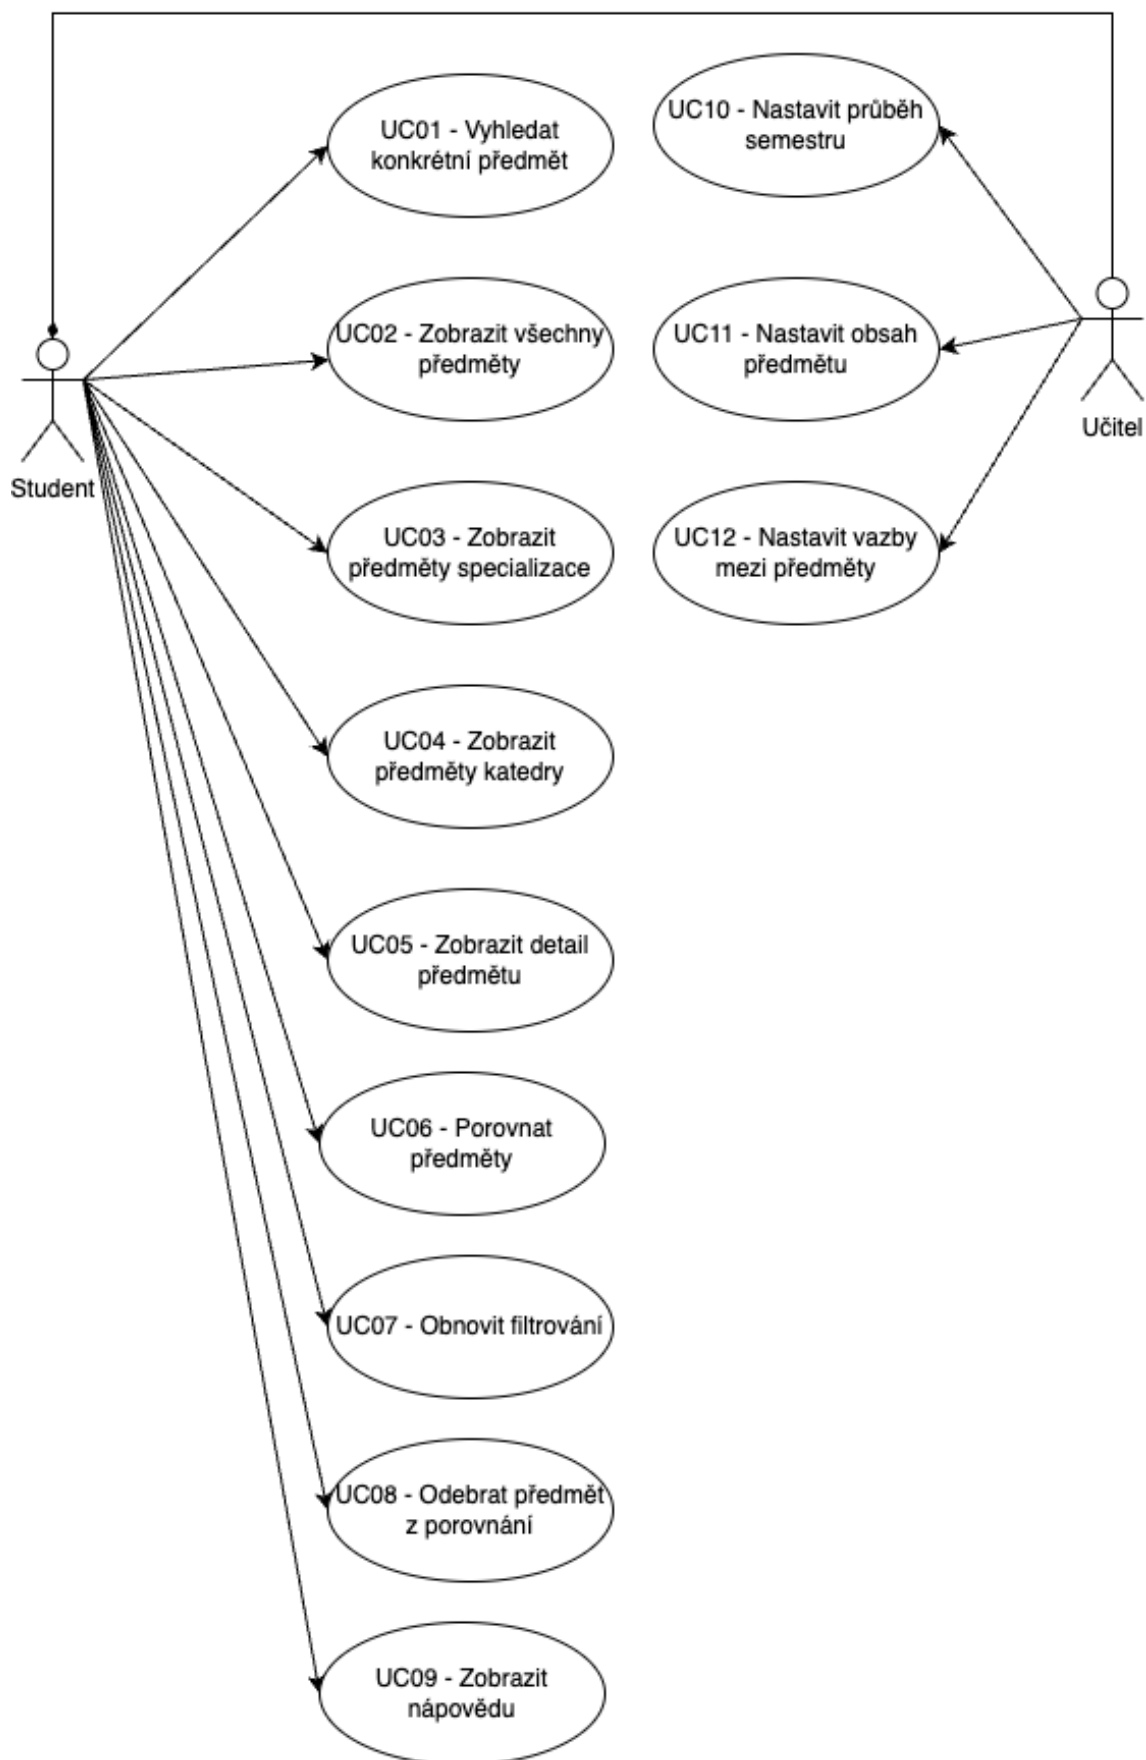 UC01 - Vyhledat
konkrétní předmět
UC10 - Nastavit průběh
semestru
UC02 - Zobrazit všechny
předměty
UC11 - Nastavit obsah
předmětu
Učitel
Student
UC03 - Zobrazit
předměty specializace
UC12 - Nastavit vazby
mezi předměty
UC04 - Zobrazit
předměty katedry
UC05 - Zobrazit detail
předmětu
UC06 - Porovnat
předměty
UC07 - Obnovit filtrování
UC08 - Odebrat předmět
z porovnání
UC09 - Zobrazit
nápovědu